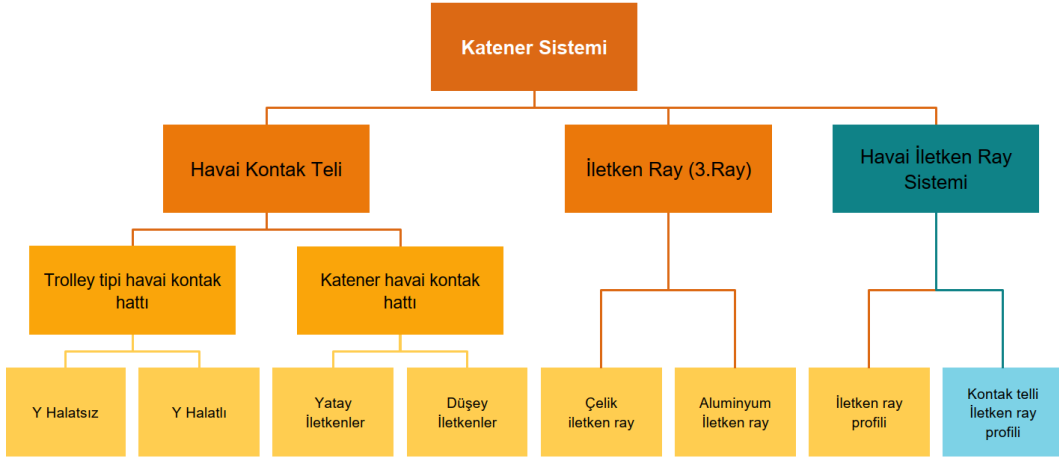 Katener Sistemi
Havai Kontak Teli
İletken Ray (3.Ray)
Havai İletken Ray
Sistemi
Trolley tipi havai kontak
hattı
Katener havai kontak
hattı
Y Halatsız
Y Halatlı
Yatay
İletkenler
Düşey
İletkenler
Çelik
iletken ray
Aluminyum
İletken ray
İletken ray
profili
Kontak telli
İletken ray
profili